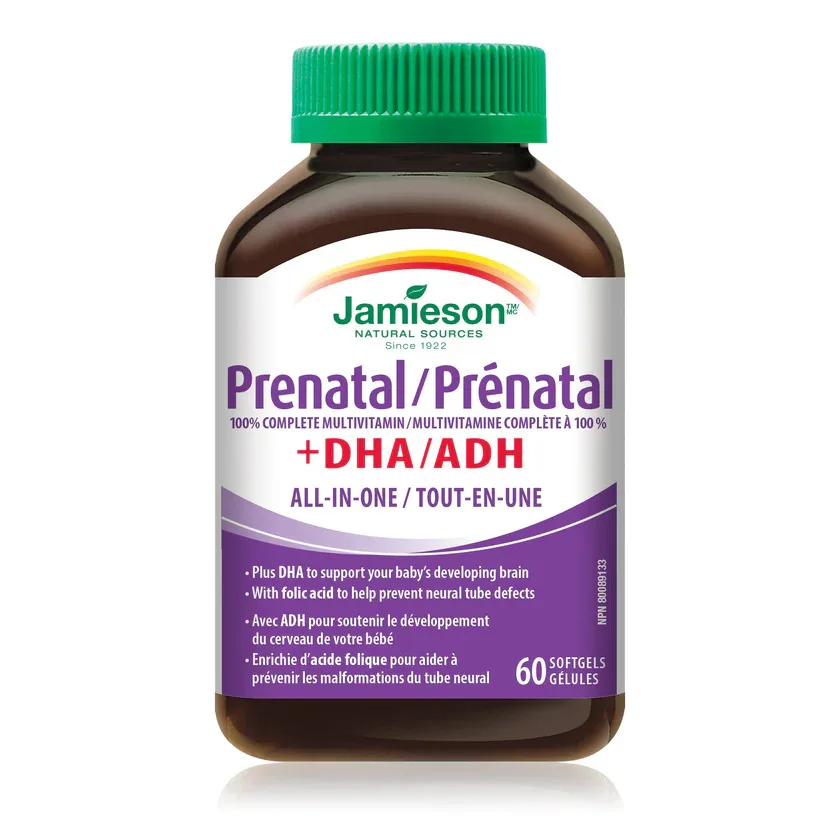 Jamieson TM/MC
NATURAL SOURCES
Since 1922
Prenatal/Prénatal
100% COMPLETE MULTIVITAMIN/MULTIVITAMINE COMPLÈTE À 100 %
+DHA/ADH
ALL-IN-ONE / TOUT-EN-UNE
• Plus DHA to support your baby's developing brain
• With folic acid to help prevent neural tube defects
• Avec ADH pour soutenir le développement
du cerveau de votre bébé
• Enrichie d'acide folique pour aider à
prévenir les malformations du tube neural
60 SOFTGELS
GÉLULES
NPN 80089133